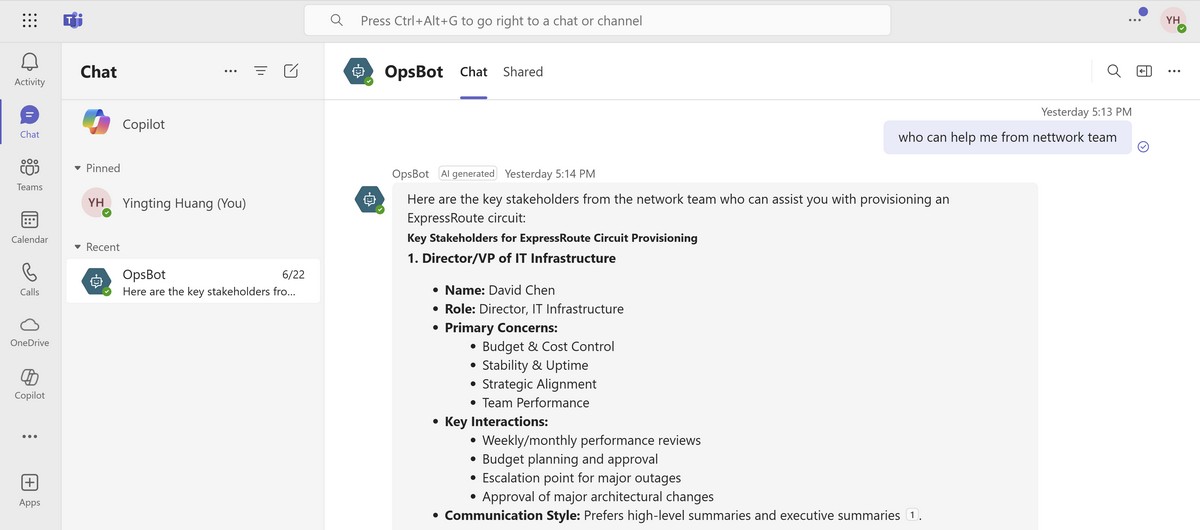 Press Ctrl+Alt+G to go right to a chart or channel
YH
Activity
Chat
Teams
Calendar
Calls
OneDrive
Copilot
Apps
Chat
Copilot
Pinned
YH
Yingting Huang (You)
Recent
OpsBot 6/22
Here are the key stakeholders fro...
OpsBot Chat Shared
Yesterday 5:13 PM
who can help me from nettwork team
OpsBot AI generated Yesterday 5:14 PM
Here are the key stakeholders from the network team who can assist you with provisioning an
ExpressRoute circuit:
Key Stakeholders for ExpressRoute Circuit Provisioning
1. Director/VP of IT Infrastructure
• Name: David Chen
• Role: Director, IT Infrastructure
• Primary Concerns:
• Budget & Cost Control
• Stability & Uptime
• Strategic Alignment
• Team Performance
• Key Interactions:
• Weekly/monthly performance reviews
• Budget planning and approval
• Escalation point for major outages
• Approval of major architectural changes
• Communication Style: Prefers high-level summaries and executive summaries 1.